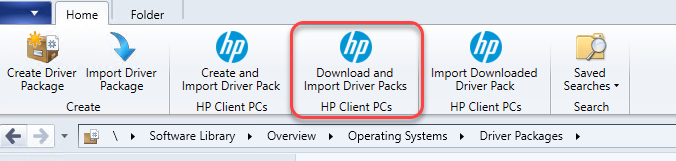 Home Folder
Create Driver Package
Import Driver Package
Create
hp
Create and Import Driver Pack
HP Client PCs
hp
Download and Import Driver Packs
HP Client PCs
hp
Import Downloaded Driver Pack
HP Client PCs
Saved Searches
Search
\ Software Library Overview Operating Systems Driver Packages